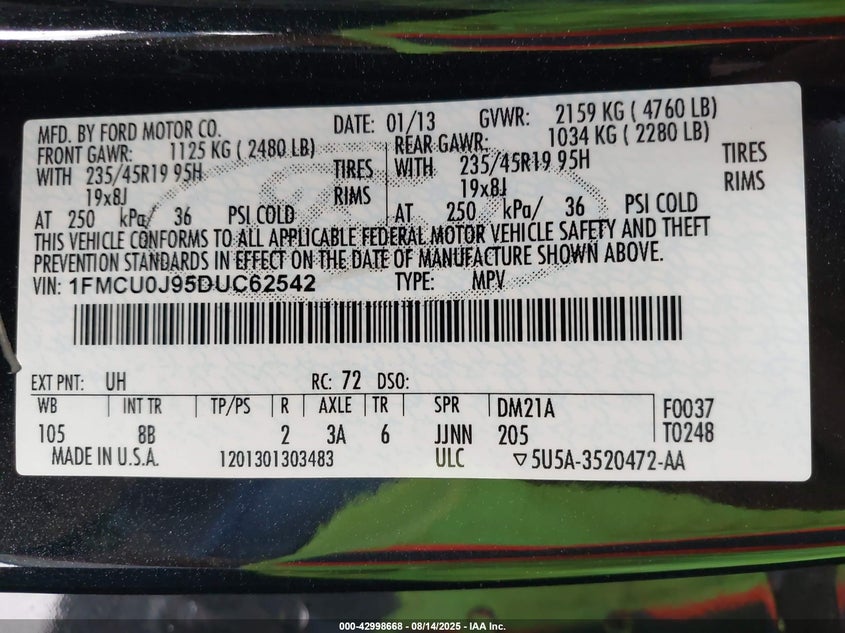 MFD. BY FORD MOTOR CO. DATE: 01/13 GVWR: 2159 KG ( 4760 LB)
FRONT GAWR: 1125 KG ( 2480 LB) REAR GAWR: 1034 KG ( 2280 LB)
WITH 235/45R19 95H TIRES WITH 235/45R19 95H TIRES
19x8J RIMS 19x8J RIMS
AT 250 kPa/ 36 PSI COLD AT 250 kPa/ 36 PSI COLD
THIS VEHICLE CONFORMS TO ALL APPLICABLE FEDERAL MOTOR VEHICLE SAFETY AND THEFT
PREVENTION STANDARDS IN EFFECT ON THE DATE OF MANUFACTURE SHOWN ABOVE.
VIN: 1FMCU0J95DUC62542 TYPE: MPV
EXT PNT: UH RC: 72 DSO:
WB INT TR TP/PS R AXLE TR SPR DM21A F0037
105 8B 2 3A 6 JJNN 205 T0248
MADE IN U.S.A. 1201301303483 ULC ▽5U5A-3520472-AA
000-42998668 - 08/14/2025 - IAA Inc.